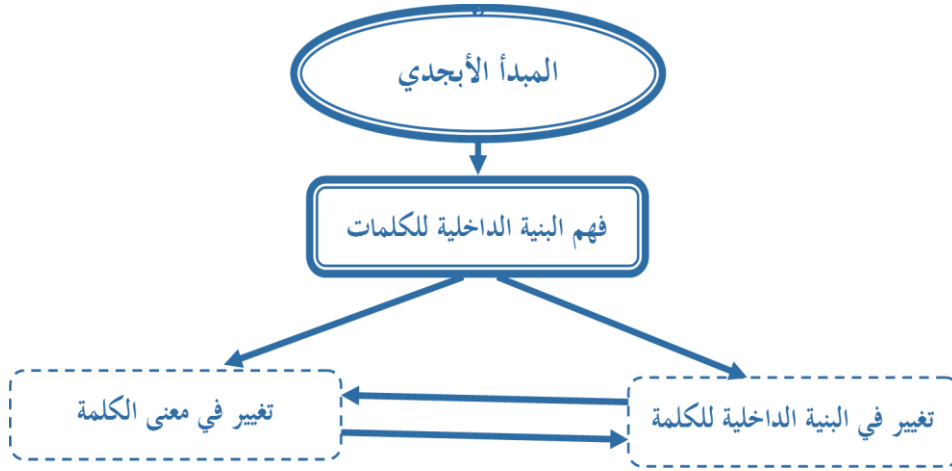 المبدأ الأبجدي
فهم البنية الداخلية للكلمات
تغيير في البنية الداخلية للكلمة
تغيير في معنى الكلمة